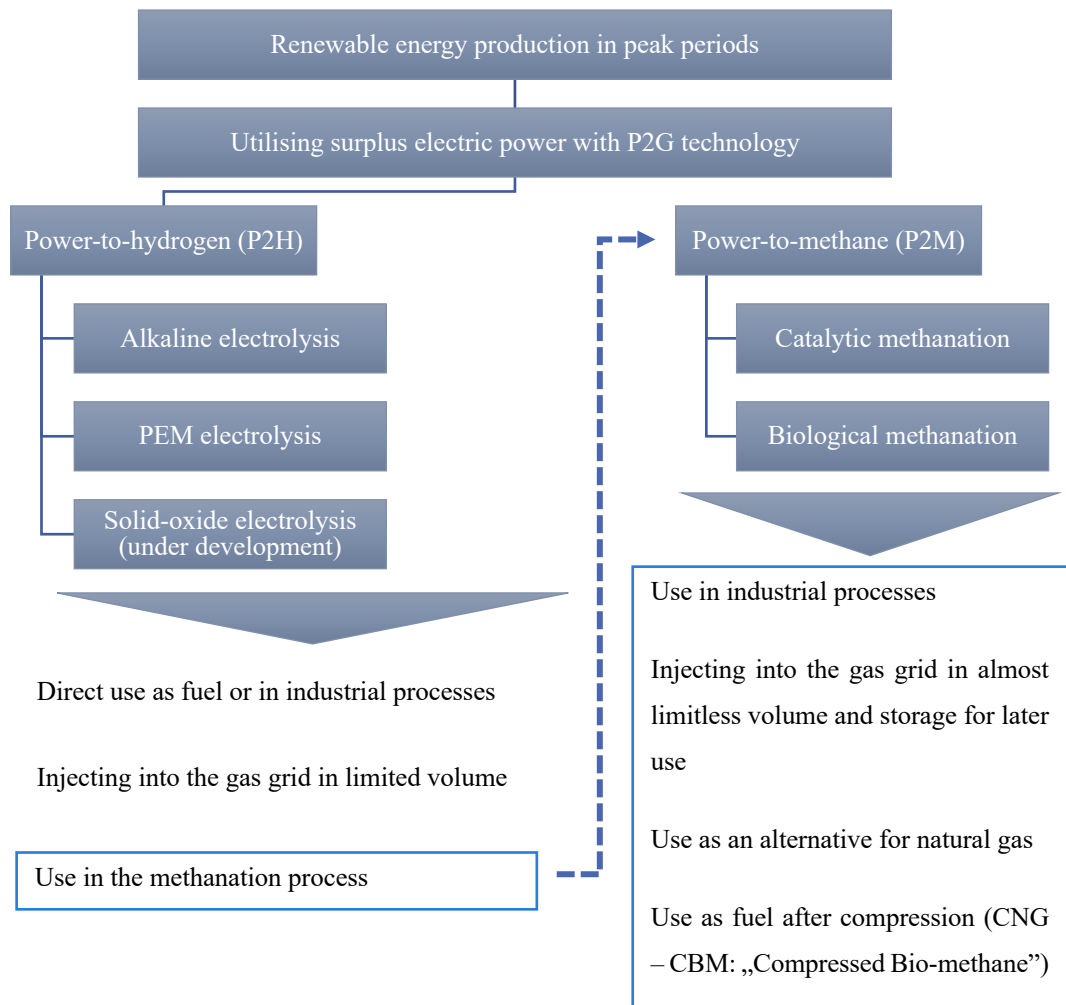 Renewable energy production in peak periods
Utilising surplus electric power with P2G technology
Power-to-hydrogen (P2H)
Alkaline electrolysis
PEM electrolysis
Solid-oxide electrolysis
(under development)
Direct use as fuel or in industrial processes
Injecting into the gas grid in limited volume
Use in the methanation process
Power-to-methane (P2M)
Catalytic methanation
Biological methanation
Use in industrial processes
Injecting into the gas grid in almost
limitless volume and storage for later
use
Use as an alternative for natural gas
Use as fuel after compression (CNG
– CBM: „Compressed Bio-methane”)